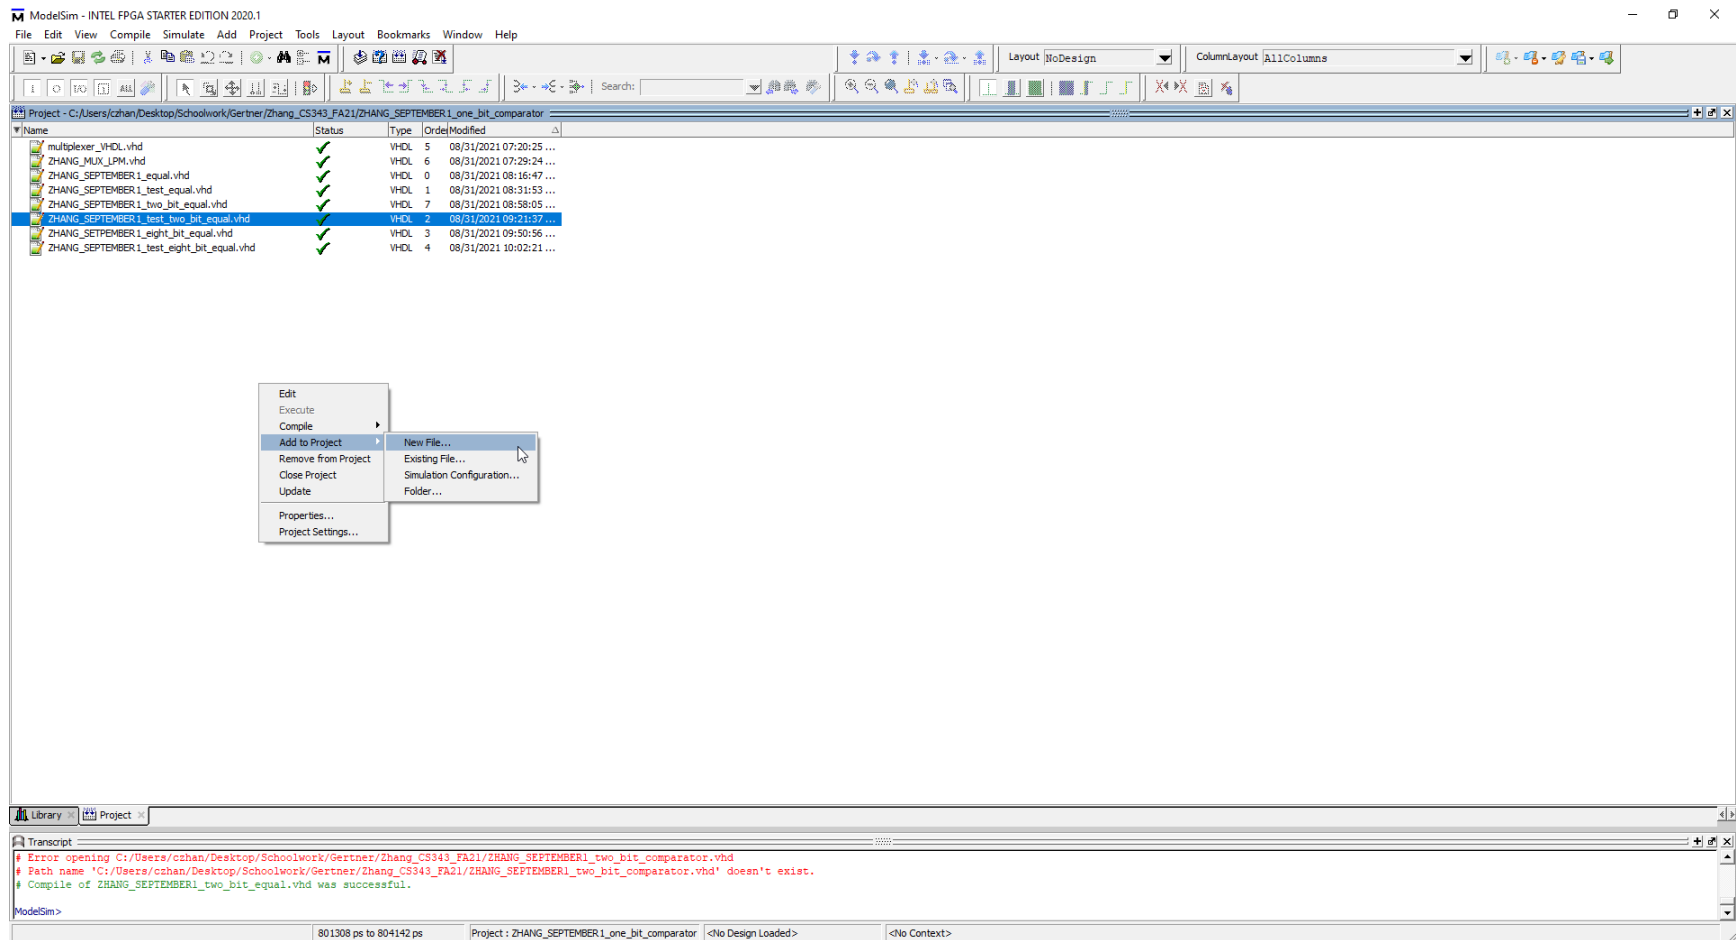 ModelSim - INTEL FPGA STARTER EDITION 2020.1
File Edit View Compile Simulate Add Project Tools Layout Bookmarks Window Help
Layout NoDesign
ColumnLayout AllColumns
Search:
Project - C:/Users/czhan/Desktop/Schoolwork/Gertner/Zhang_CS343_FA21/ZHANG_SEPTEMBER1_one_bit_comparator
Name Status Type Order Modified
multiplexer_VHDL.vhd VHDL 5 08/31/2021 07:20:25 ...
ZHANG_MUX_LPM.vhd VHDL 6 08/31/2021 07:29:24 ...
ZHANG_SEPTEMBER1_equal.vhd VHDL 0 08/31/2021 08:16:47 ...
ZHANG_SEPTEMBER1_test_equal.vhd VHDL 1 08/31/2021 08:31:53 ...
ZHANG_SEPTEMBER1_two_bit_equal.vhd VHDL 7 08/31/2021 08:58:05 ...
ZHANG_SEPTEMBER1_test_two_bit_equal.vhd VHDL 2 08/31/2021 09:21:37 ...
ZHANG_SETPEMBER1_eight_bit_equal.vhd VHDL 3 08/31/2021 09:50:56 ...
ZHANG_SEPTEMBER1_test_eight_bit_equal.vhd VHDL 4 08/31/2021 10:02:21 ...
Edit
Execute
Compile
Add to Project
Remove from Project
Close Project
Update
Properties...
Project Settings...
New File...
Existing File...
Simulation Configuration...
Folder...
Library Project
Transcript
# Error opening C:/Users/czhan/Desktop/Schoolwork/Gertner/Zhang_CS343_FA21/ZHANG_SEPTEMBER1_two_bit_comparator.vhd
# Path name 'C:/Users/czhan/Desktop/Schoolwork/Gertner/Zhang_CS343_FA21/ZHANG_SEPTEMBER1_two_bit_comparator.vhd' doesn't exist.
# Compile of ZHANG_SEPTEMBER1_two_bit_equal.vhd was successful.
ModelSim>
801308 ps to 804142 ps Project : ZHANG_SEPTEMBER1_one_bit_comparator <No Design Loaded> <No Context>